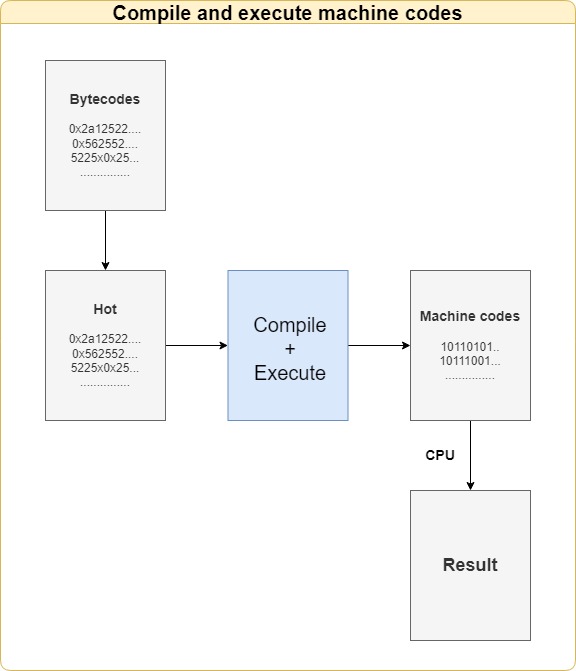 Compile and execute machine codes
Bytecodes
0x2a12522....
0x562552....
5225x0x25...
...............
Hot
0x2a12522....
0x562552....
5225x0x25...
...............
Compile
+
Execute
Machine codes
10110101..
10111001...
...............
CPU
Result